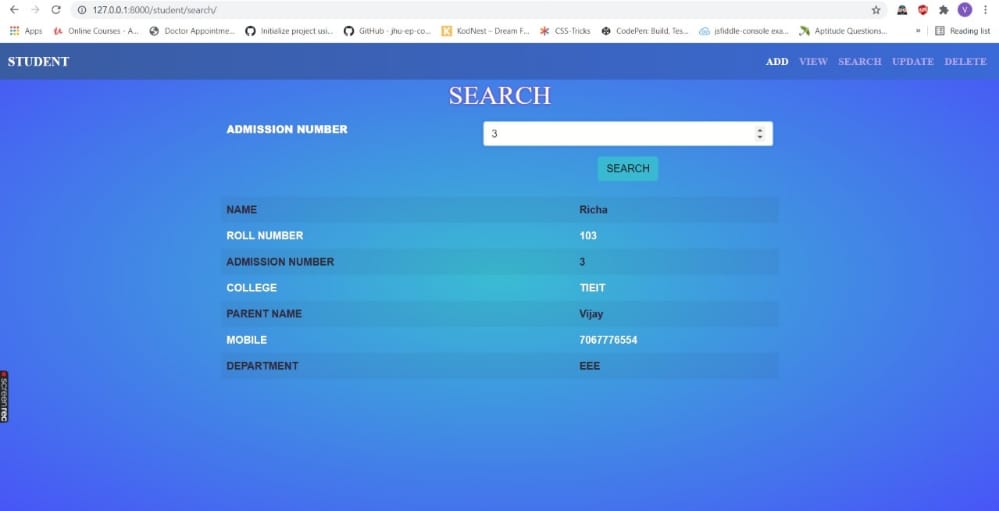 127.0.0.1:8000/student/search/
Apps Online Courses - A... Doctor Appointme... Initialize project usi... GitHub - jhu-ep-co... KodNest – Dream F... CSS-Tricks CodePen: Build, Tes... jsfiddle-console exa... Aptitude Questions... » Reading list
STUDENT ADD VIEW SEARCH UPDATE DELETE
SEARCH
ADMISSION NUMBER 3
SEARCH
NAME Richa
ROLL NUMBER 103
ADMISSION NUMBER 3
COLLEGE TIEIT
PARENT NAME Vijay
MOBILE 7067776554
DEPARTMENT EEE
screenrec
V